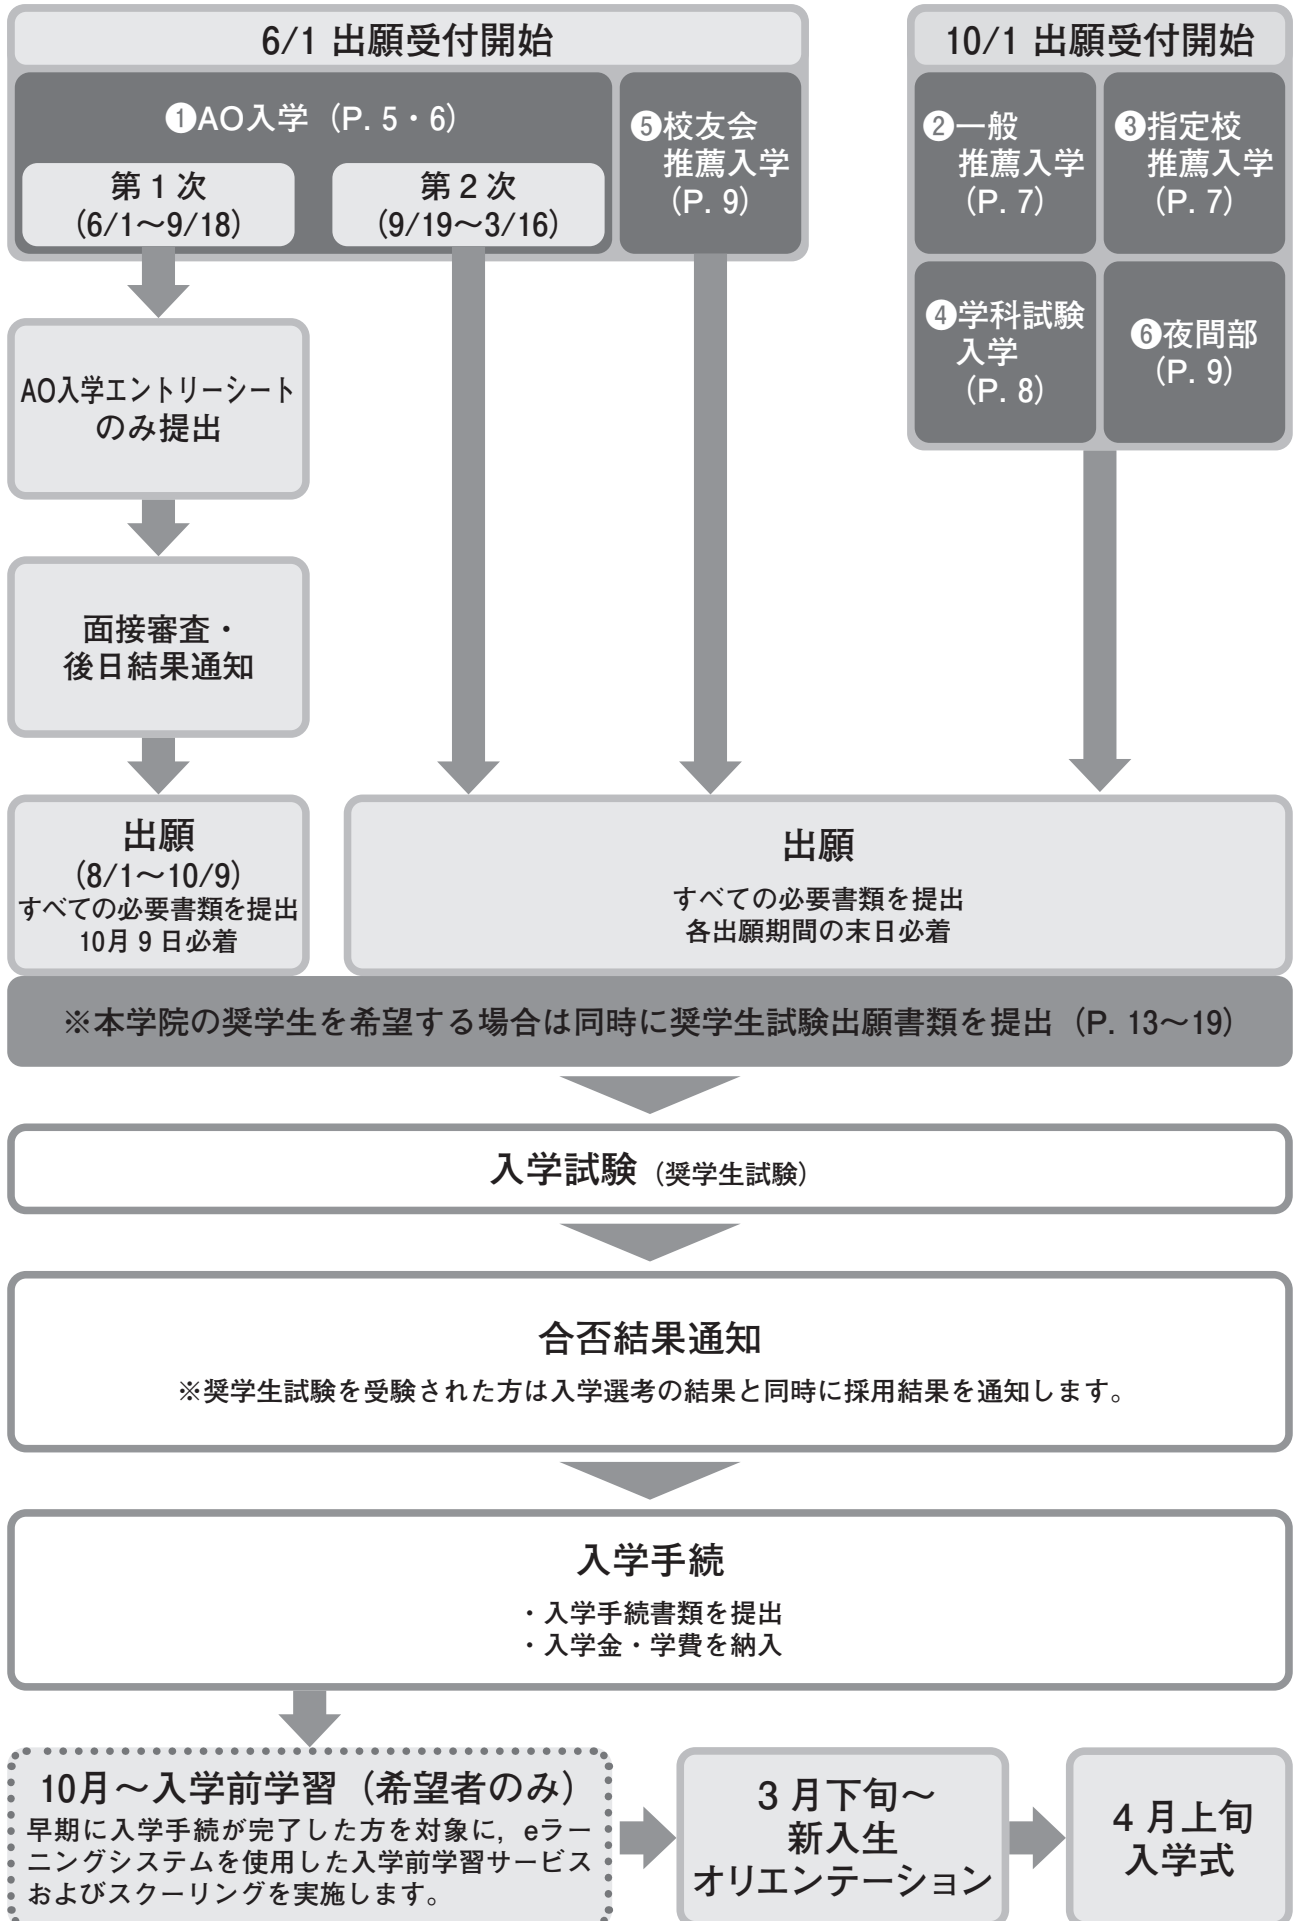 6/1 出願受付開始
❶AO入学（P. 5・6）
第１次
(6/1～9/18)
第２次
(9/19～3/16)
❺校友会
推薦入学
（P. 9）
10/1 出願受付開始
❷一般
推薦入学
（P. 7）
❸指定校
推薦入学
（P. 7）
❹学科試験
入学
（P. 8）
❻夜間部
（P. 9）
AO入学エントリーシート
のみ提出
面接審査・
後日結果通知
出願
(8/1～10/9)
すべての必要書類を提出
10月９日必着
出願
すべての必要書類を提出
各出願期間の末日必着
※本学院の奨学生を希望する場合は同時に奨学生試験出願書類を提出（P. 13～19）
入学試験（奨学生試験）
合否結果通知
※奨学生試験を受験された方は入学選考の結果と同時に採用結果を通知します。
入学手続
・入学手続書類を提出
・入学金・学費を納入
10月～入学前学習（希望者のみ）
早期に入学手続が完了した方を対象に，eラー
ニングシステムを使用した入学前学習サービス
およびスクーリングを実施します。
３月下旬～
新入生
オリエンテーション
４月上旬
入学式